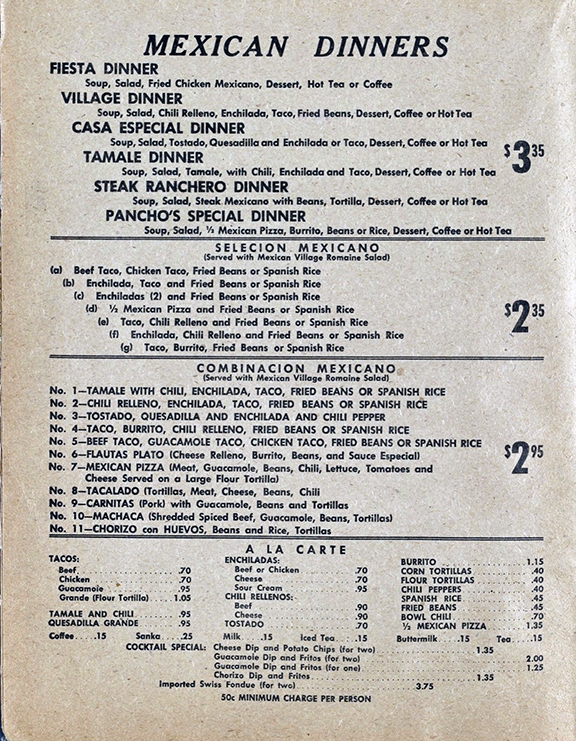 MEXICAN DINNERS
FIESTA DINNER
Soup, Salad, Fried Chicken Mexicano, Dessert, Hot Tea or Coffee
VILLAGE DINNER
Soup, Salad, Chili Relleno, Enchilada, Taco, Fried Beans, Dessert, Coffee or Hot Tea
CASA ESPECIAL DINNER
Soup, Salad, Tostado, Quesadilla and Enchilada or Taco, Dessert, Coffee or Hot Tea
TAMALE DINNER
Soup, Salad, Tamale, with Chili, Enchilada and Taco, Dessert, Coffee or Hot Tea
$3.35
STEAK RANCHERO DINNER
Soup, Salad, Steak Mexicano with Beans, Tortilla, Dessert, Coffee or Hot Tea
PANCHO'S SPECIAL DINNER
Soup, Salad, ½ Mexican Pizza, Burrito, Beans or Rice, Dessert, Coffee or Hot Tea
SELECION MEXICANO
(Served with Mexican Village Romaine Salad)
(a) Beef Taco, Chicken Taco, Fried Beans or Spanish Rice
(b) Enchilada, Taco and Fried Beans or Spanish Rice
(c) Enchiladas (2) and Fried Beans or Spanish Rice
(d) ½ Mexican Pizza and Fried Beans or Spanish Rice
$2.35
(e) Taco, Chili Relleno and Fried Beans or Spanish Rice
(f) Enchilada, Chili Relleno and Fried Beans or Spanish Rice
(g) Taco, Burrito, Fried Beans or Spanish Rice
COMBINACION MEXICANO
(Served with Mexican Village Romaine Salad)
No. 1—TAMALE WITH CHILI, ENCHILADA, TACO, FRIED BEANS OR SPANISH RICE
No. 2—CHILI RELLENO, ENCHILADA, TACO, FRIED BEANS OR SPANISH RICE
No. 3—TOSTADO, QUESADILLA AND ENCHILADA AND CHILI PEPPER
No. 4—TACO, BURRITO, CHILI RELLENO, FRIED BEANS OR SPANISH RICE
No. 5—BEEF TACO, GUACAMOLE TACO, CHICKEN TACO, FRIED BEANS OR SPANISH RICE
No. 6—FLAUTAS PLATO (Cheese Relleno, Burrito, Beans, and Sauce Especial)
$2.95
No. 7—MEXICAN PIZZA (Meat, Guacamole, Beans, Chili, Lettuce, Tomatoes and
Cheese Served on a Large Flour Tortilla)
No. 8—TACALADO (Tortillas, Meat, Cheese, Beans, Chili
No. 9—CARNITAS (Pork) with Guacamole, Beans and Tortillas
No. 10—MACHACA (Shredded Spiced Beef, Guacamole, Beans, Tortillas)
No. 11—CHORIZO con HUEVOS, Beans and Rice, Tortillas
A LA CARTE
TACOS:
Beef .70
Chicken .70
Guacamole .95
Grande (Flour Tortilla) 1.05
TAMALE AND CHILI .95
QUESADILLA GRANDE .95
ENCHILADAS:
Beef or Chicken .70
Cheese .70
Sour Cream .95
CHILI RELLENOS:
Beef .90
Cheese .90
TOSTADO .70
BURRITO 1.15
CORN TORTILLAS .40
FLOUR TORTILLAS .40
CHILI PEPPERS .40
SPANISH RICE .45
FRIED BEANS .45
BOWL CHILI .70
½ MEXICAN PIZZA 1.35
Coffee .15 Sanka .25 Milk .15 Iced Tea .15 Buttermilk .15 Tea .15
COCKTAIL SPECIAL: Cheese Dip and Potato Chips (for two) 1.35
Guacamole Dip and Fritos (for two) 2.00
Guacamole Dip and Fritos (for one) 1.25
Chorizo Dip and Fritos 1.35
Imported Swiss Fondue (for two) 3.75
50c MINIMUM CHARGE PER PERSON